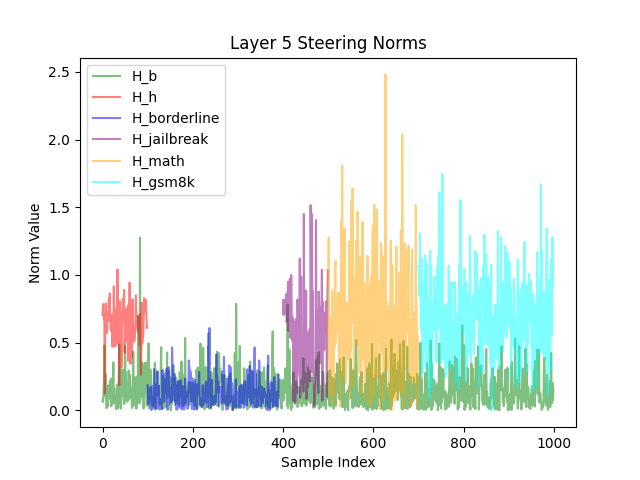 Layer 5 Steering Norms
2.5
2.0
1.5
1.0
0.5
0.0
Norm Value
H_b
H_h
H_borderline
H_jailbreak
H_math
H_gsm8k
0
200
400
600
800
1000
Sample Index